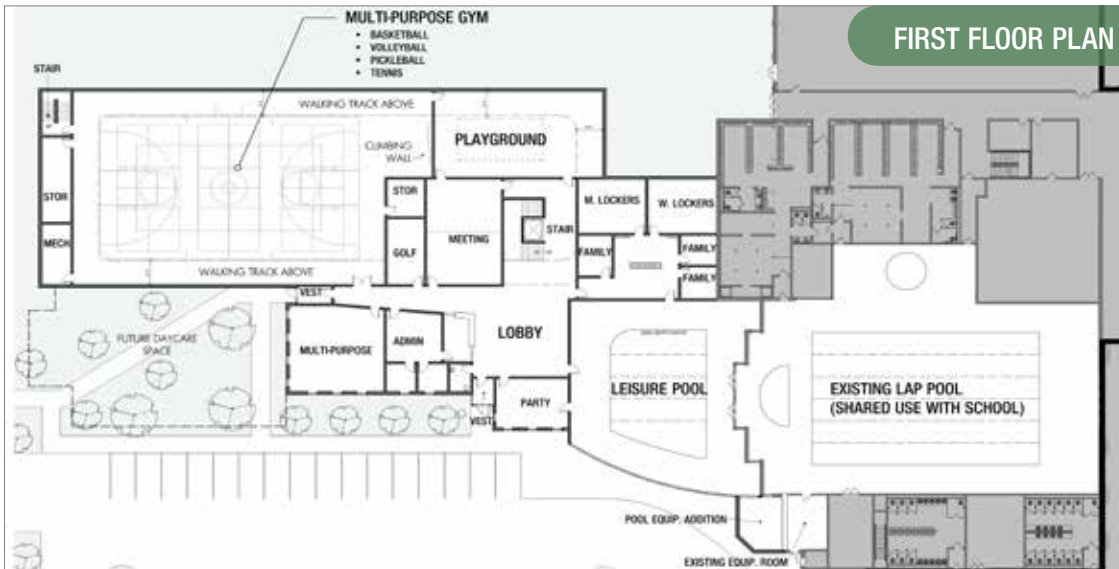 FIRST FLOOR PLAN
MULTI-PURPOSE GYM
• BASKETBALL
• VOLLEYBALL
• PICKLEBALL
• TENNIS
STAIR
WALKING TRACK ABOVE
PLAYGROUND
CLIMBING
WALL
STOR
STOR
M. LOCKERS
W. LOCKERS
MECH
GOLF
MEETING
STAIR
FAMILY
FAMILY
FAMILY
WALKING TRACK ABOVE
VEST
LOBBY
FUTURE DAYCARE
SPACE
MULTI-PURPOSE
ADMIN
LEISURE POOL
EXISTING LAP POOL
(SHARED USE WITH SCHOOL)
PARTY
VEST
POOL EQUIP. ADDITION
EXISTING EQUIP. ROOM